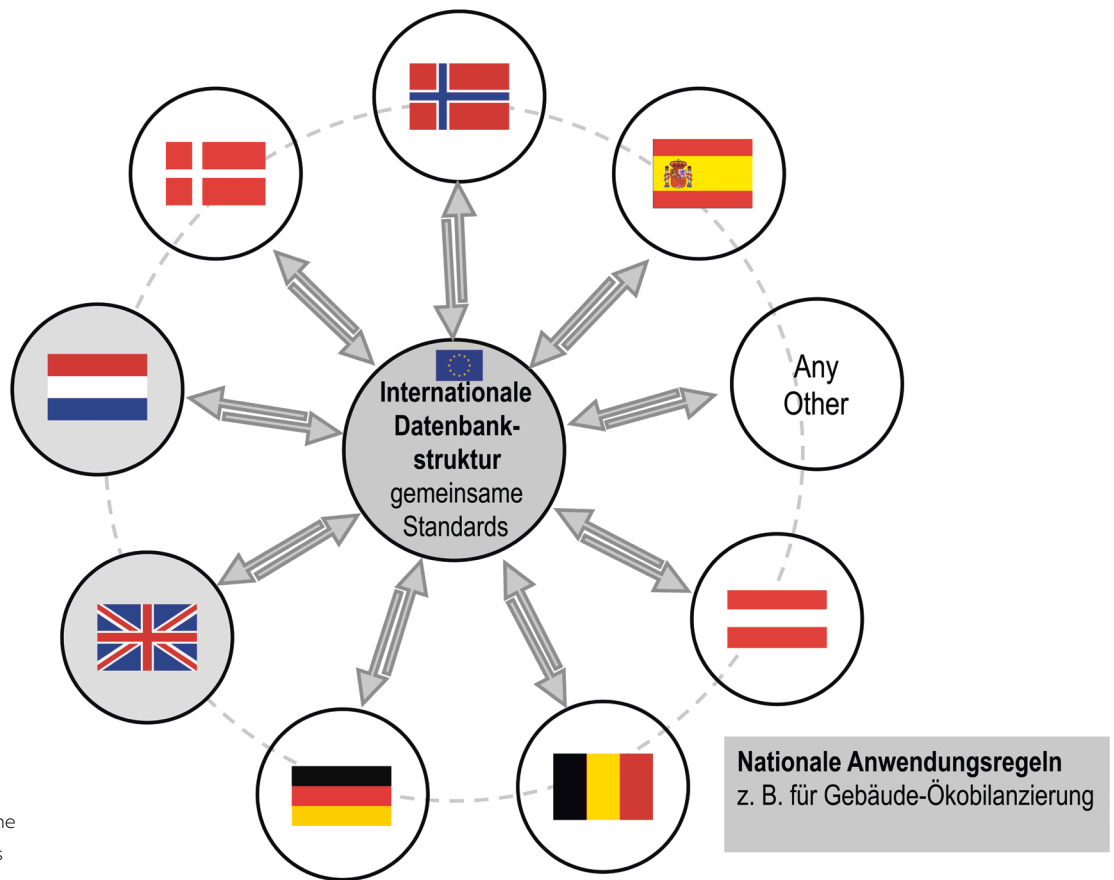 Internationale
Datenbank-
struktur
gemeinsame
Standards
Any
Other
Nationale Anwendungsregeln
z. B. für Gebäude-Ökobilanzierung